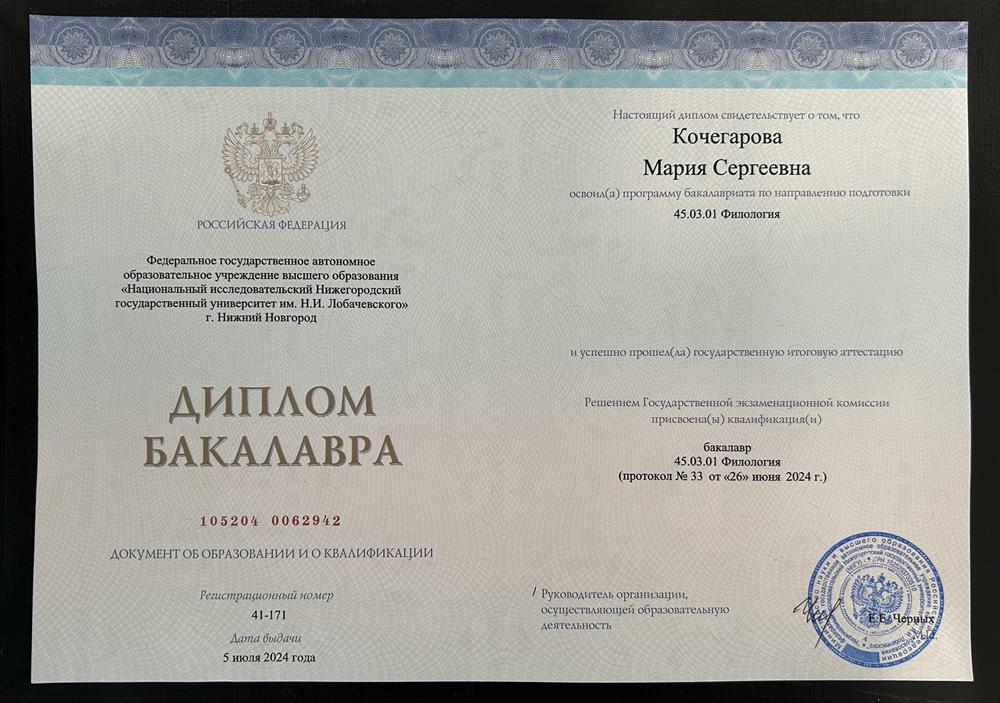 РОССИЙСКАЯ ФЕДЕРАЦИЯ
Федеральное государственное автономное
образовательное учреждение высшего образования
«Национальный исследовательский Нижегородский
государственный университет им. Н.И. Лобачевского»
г. Нижний Новгород
ДИПЛОМ
БАКАЛАВРА
105204 0062942
ДОКУМЕНТ ОБ ОБРАЗОВАНИИ И О КВАЛИФИКАЦИИ
Регистрационный номер
41-171
Дата выдачи
5 июля 2024 года
Настоящий диплом свидетельствует о том, что
Кочегарова
Мария Сергеевна
освоил(а) программу бакалавриата по направлению подготовки
45.03.01 Филология
и успешно прошел(ла) государственную итоговую аттестацию
Решением Государственной экзаменационной комиссии
присвоена(ы) квалификация(и)
бакалавр
45.03.01 Филология
(протокол № 33 от «26» июня 2024 г.)
/ Руководитель организации,
осуществляющей образовательную
деятельность
Е.В. Черных